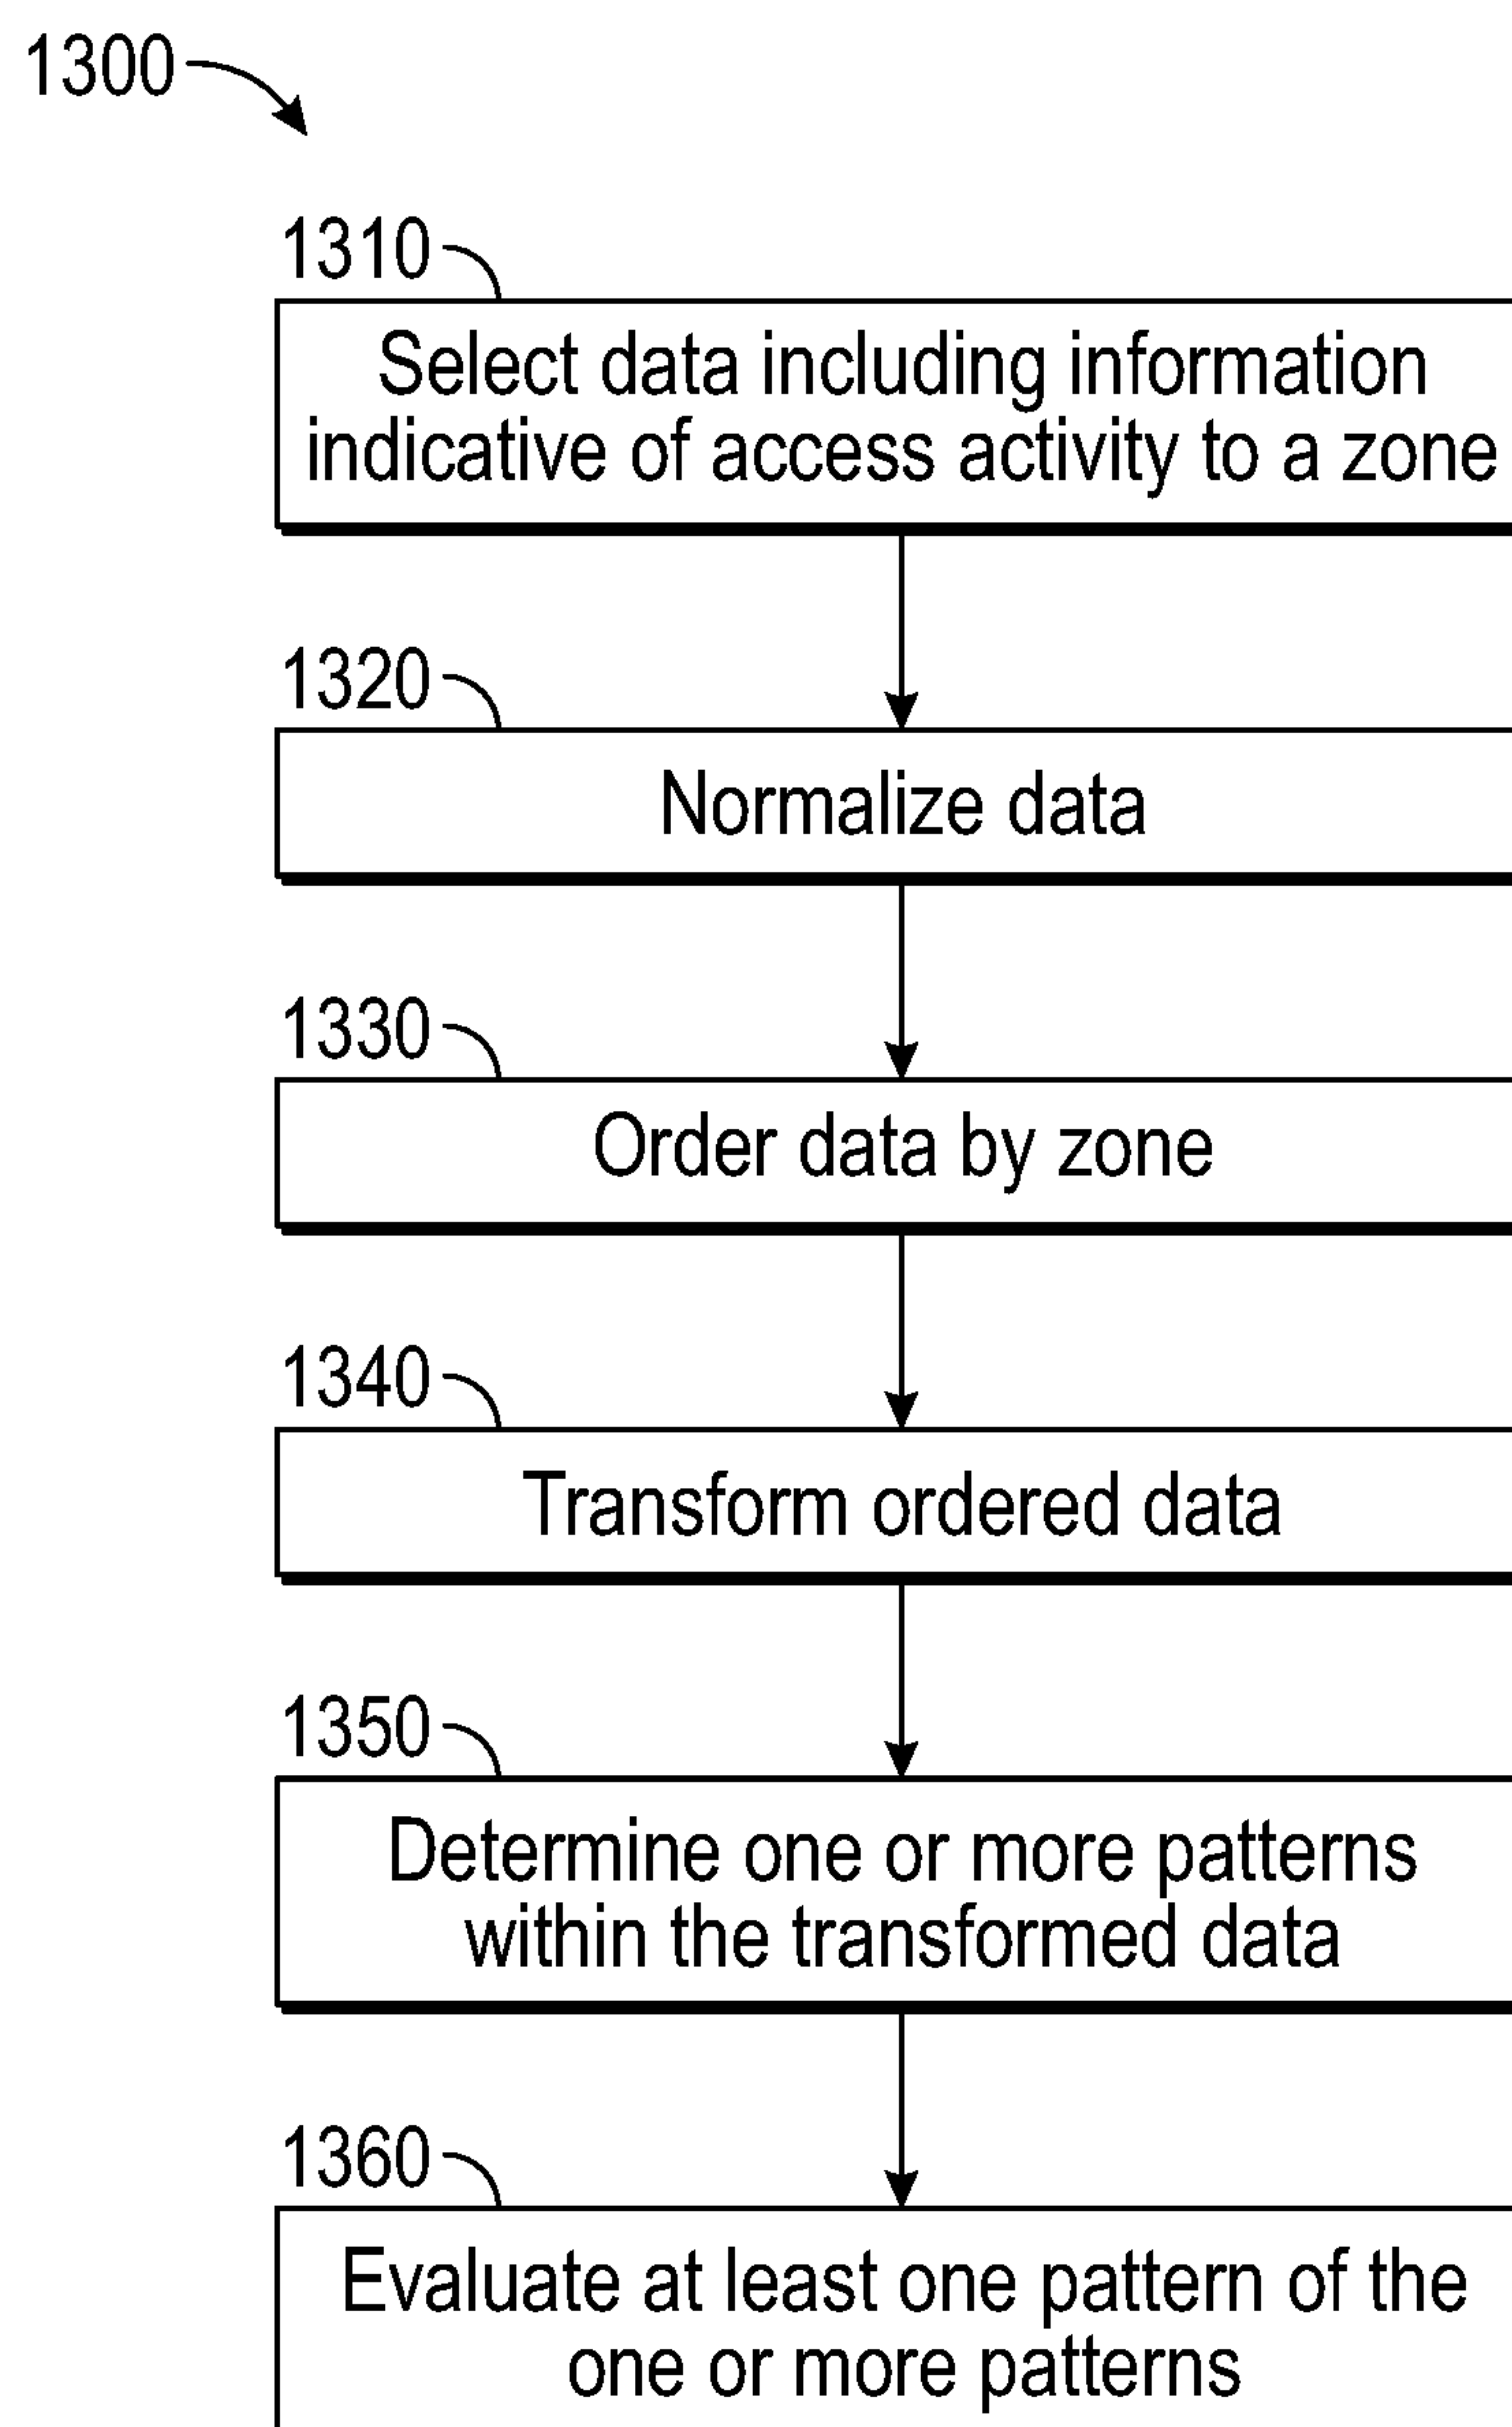 1300
1310
Select data including information
indicative of access activity to a zone
1320
Normalize data
1330
Order data by zone
1340
Transform ordered data
1350
Determine one or more patterns
within the transformed data
1360
Evaluate at least one pattern of the
one or more patterns